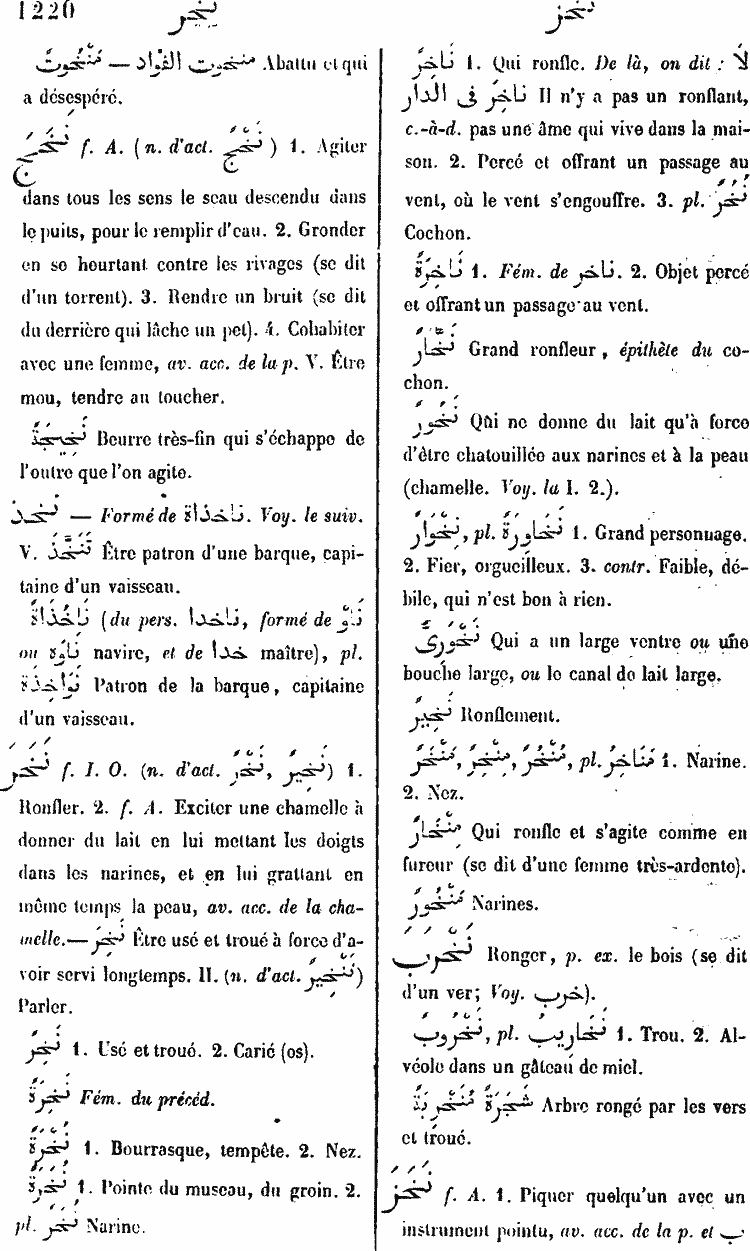 1220
نخر
نخز
مَنْخُوتٌ — منخوت الفواد Abattu et qui
a désespéré.
نَخَجَ f. A. (n. d'act. نَخْجٌ) 1. Agiter
dans tous les sens le seau descendu dans
le puits, pour le remplir d'eau. 2. Gronder
en se heurtant contre les rivages (se dit
d'un torrent). 3. Rendre un bruit (se dit
du derrière qui lâche un pet). 4. Cohabiter
avec une femme, av. acc. de la p. V. Être
mou, tendre au toucher.
نَخِيجَةٌ Beurre très-fin qui s'échappe de
l'outre que l'on agite.
نخذ — Formé de ناخذاة. Voy. le suiv.
V. تَنَخَّذَ Être patron d'une barque, capi-
taine d'un vaisseau.
نَاخُذَاةٌ (du pers. ناخدا, formé de نَاوْ
ou نَاوَه navire, et de خدا maître), pl.
نَوَاخِذَةٌ Patron de la barque, capitaine
d'un vaisseau.
نَخَرَ f. I. O. (n. d'act. نَخْرٌ, نَخِيرٌ) 1.
Ronfler. 2. f. A. Exciter une chamelle à
donner du lait en lui mettant les doigts
dans les narines, et en lui grattant en
même temps la peau, av. acc. de la cha-
melle.— نَخِرَ Être usé et troué à force d'a-
voir servi longtemps. II. (n. d'act. تَنْخِيرٌ)
Parler.
نَخِرٌ 1. Usé et troué. 2. Carié (os).
نَخِرَةٌ Fém. du précéd.
نُخْرَةٌ 1. Bourrasque, tempête. 2. Nez.
نُخَرَةٌ 1. Pointe du museau, du groin. 2.
pl. نُخَرٌ Narine.
نَاخِرٌ 1. Qui ronfle. De là, on dit : لَا
نَاخِرٌ فى الدار Il n'y a pas un ronflant,
c.-à-d. pas une âme qui vive dans la mai-
son. 2. Percé et offrant un passage au
vent, où le vent s'engouffre. 3. pl. نُخُرٌ
Cochon.
نَاخِرَةٌ 1. Fém. de ناخر. 2. Objet percé
et offrant un passage au vent.
نَخَّارٌ Grand ronfleur, épithète du co-
chon.
نَخُورٌ Qui ne donne du lait qu'à force
d'être chatouillée aux narines et à la peau
(chamelle. Voy. la I. 2.).
نِخْوَارٌ, pl. نَخَاوِرَةٌ 1. Grand personnage.
2. Fier, orgueilleux. 3. contr. Faible, dé-
bile, qui n'est bon à rien.
نَخْوَرِىٌّ Qui a un large ventre ou une
bouche large, ou le canal de lait large.
نَخِيرٌ Ronflement.
مَنْخَرٌ, مِنْخِرٌ, مُنْخُرٌ, pl. مَنَاخِرُ 1. Narine.
2. Nez.
مِنْخَارٌ Qui ronfle et s'agite comme en
fureur (se dit d'une femme très-ardente).
مَنْخُورٌ Narines.
نَخْرَبَ Ronger, p. ex. le bois (se dit
d'un ver; Voy. خرب).
نُخْرُوبٌ, pl. نَخَارِيبُ 1. Trou. 2. Al-
véole dans un gâteau de miel.
شَجَرَةٌ مُنَخْرَبَةٌ Arbre rongé par les vers
et troué.
نَخَزَ f. A. 1. Piquer quelqu'un avec un
instrument pointu, av. acc. de la p. et ب